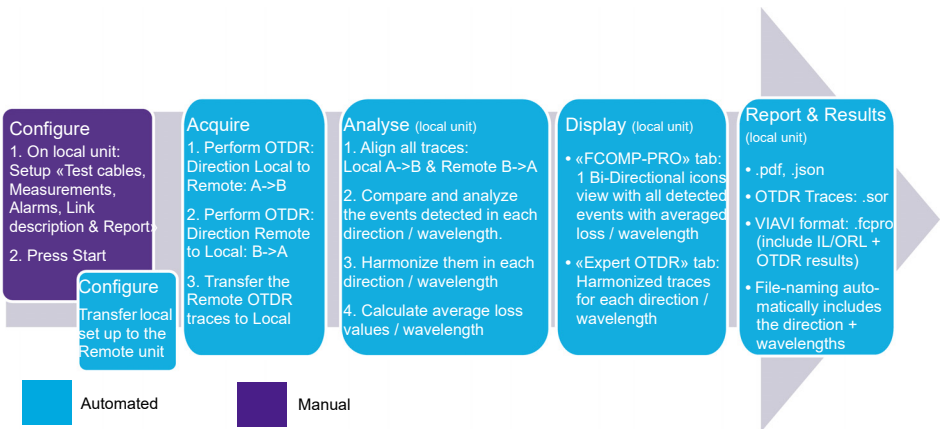 Configure
1. On local unit:
Setup «Test cables,
Measurements,
Alarms, Link
description & Report»
2. Press Start
Configure
Transfer local
set up to the
Remote unit
Acquire
1. Perform OTDR:
Direction Local to
Remote: A->B
2. Perform OTDR:
Direction Remote
to Local: B->A
3. Transfer the
Remote OTDR
traces to Local
Analyse (local unit)
1. Align all traces:
Local A->B & Remote B->A
2. Compare and analyze
the events detected in each
direction / wavelength.
3. Harmonize them in each
direction / wavelength
4. Calculate average loss
values / wavelength
Display (local unit)
• «FCOMP-PRO» tab:
1 Bi-Directional icons
view with all detected
events with averaged
loss / wavelength
• «Expert OTDR» tab:
Harmonized traces
for each direction /
wavelength
Report & Results
(local unit)
• .pdf, .json
• OTDR Traces: .sor
• VIAVI format: .fcpro
(include IL/ORL +
OTDR results)
• File-naming auto-
matically includes
the direction +
wavelengths
Automated
Manual